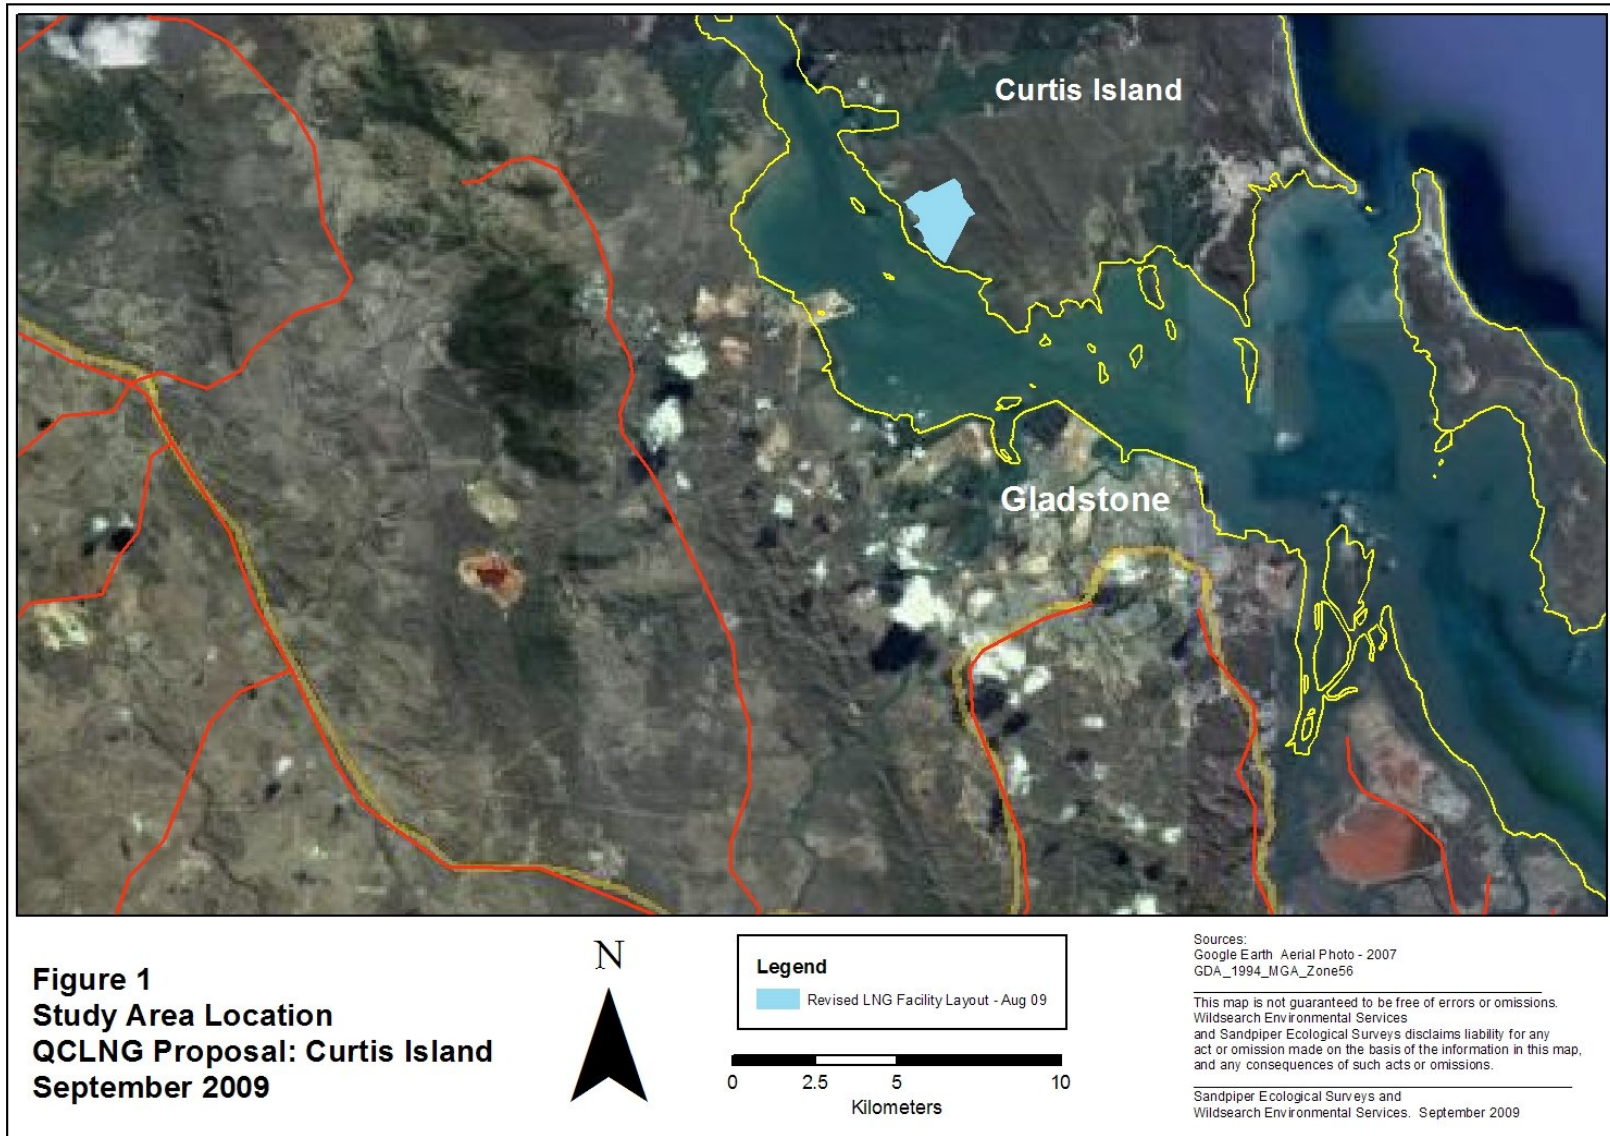 Curtis Island
Gladstone
Figure 1
Study Area Location
QCLNG Proposal: Curtis Island
September 2009
N
Legend
Revised LNG Facility Layout - Aug 09
0 2.5 5 10
Kilometers
Sources:
Google Earth Aerial Photo - 2007
GDA_1994_MGA_Zone56
This map is not guaranteed to be free of errors or omissions.
Wildsearch Environmental Services
and Sandpiper Ecological Surveys disclaims liability for any
act or omission made on the basis of the information in this map,
and any consequences of such acts or omissions.
Sandpiper Ecological Surveys and
Wildsearch Environmental Services. September 2009